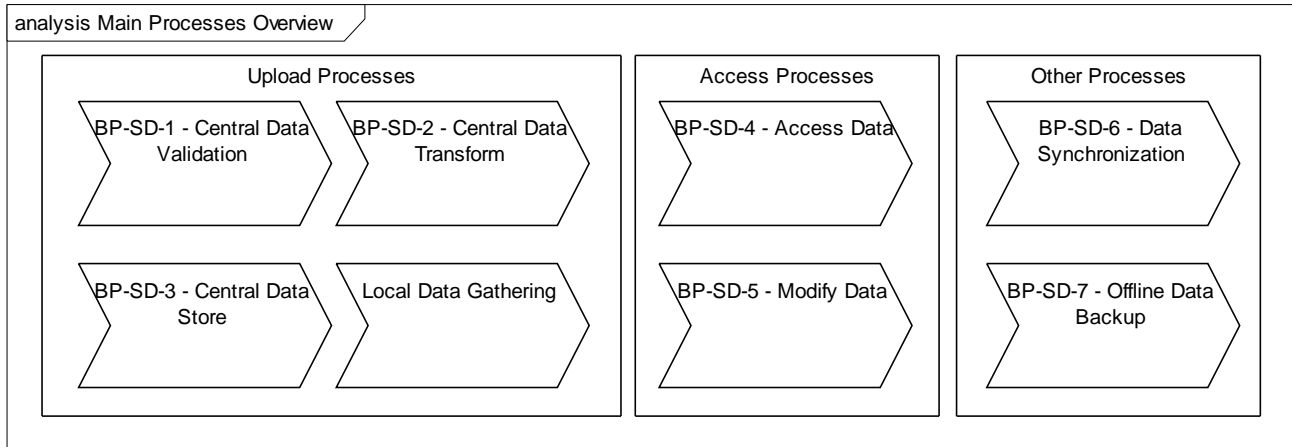 analysis Main Processes Overview
Upload Processes
BP-SD-1 - Central Data
Validation
BP-SD-2 - Central Data
Transform
BP-SD-3 - Central Data
Store
Local Data Gathering
Access Processes
BP-SD-4 - Access Data
BP-SD-5 - Modify Data
Other Processes
BP-SD-6 - Data
Synchronization
BP-SD-7 - Offline Data
Backup